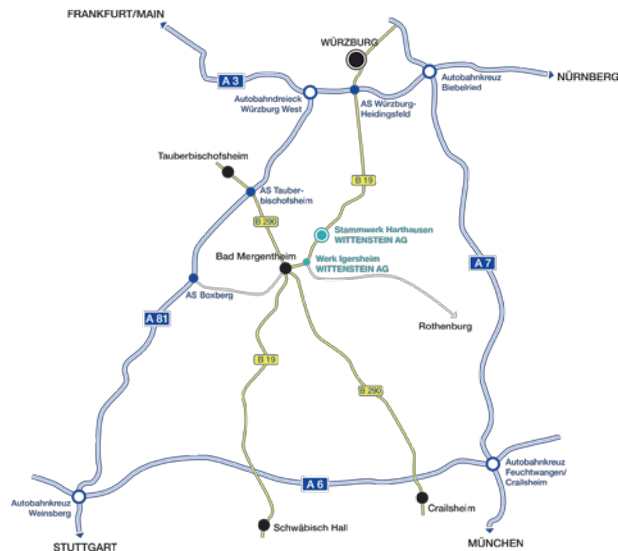 FRANKFURT/MAIN
WÜRZBURG
A 3
Autobahndreieck
Würzburg West
AS Würzburg-
Heidingsfeld
Autobahnkreuz
Biebelried
NÜRNBERG
Tauberbischofsheim
AS Tauber-
bischofsheim
B 19
B 290
Stammwerk Harthausen
WITTENSTEIN AG
Bad Mergentheim
Werk Igersheim
WITTENSTEIN AG
A 7
AS Boxberg
A 81
Rothenburg
B 19
B 290
A 6
Autobahnkreuz
Feuchtwangen/
Crailsheim
Autobahnkreuz
Weinsberg
Crailsheim
Schwäbisch Hall
STUTTGART
MÜNCHEN